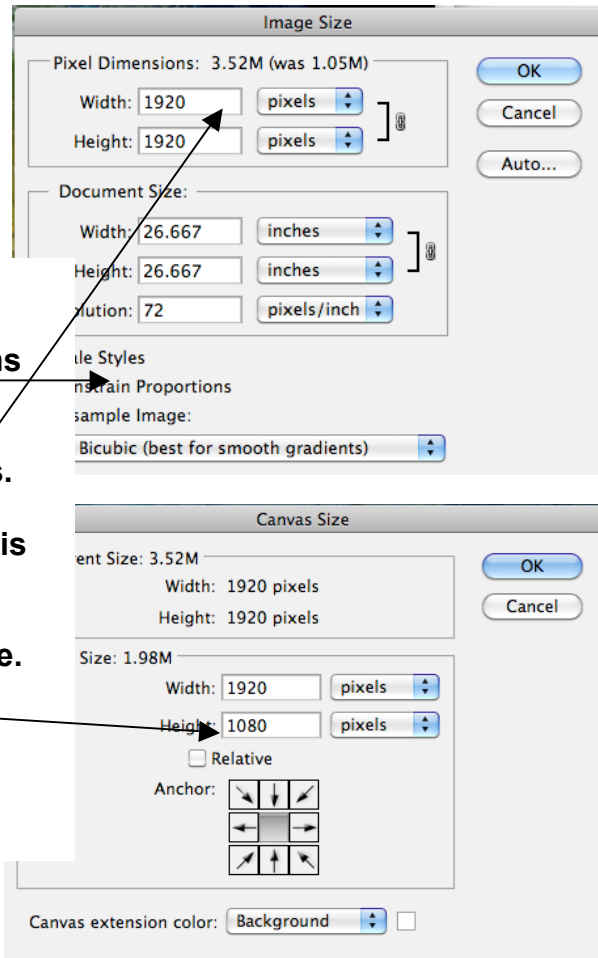 Image Size
Pixel Dimensions: 3.52M (was 1.05M)
Width: 1920 pixels
Height: 1920 pixels
OK
Cancel
Auto...
Document Size:
Width: 26.667 inches
Height: 26.667 inches
lution: 72 pixels/inch
le Styles
nstrain Proportions
sample Image:
Bicubic (best for smooth gradients)
s.
is
e.
Canvas Size
ent Size: 3.52M
Width: 1920 pixels
Height: 1920 pixels
OK
Cancel
Size: 1.98M
Width: 1920 pixels
Height: 1080 pixels
Relative
Anchor:
Canvas extension color: Background